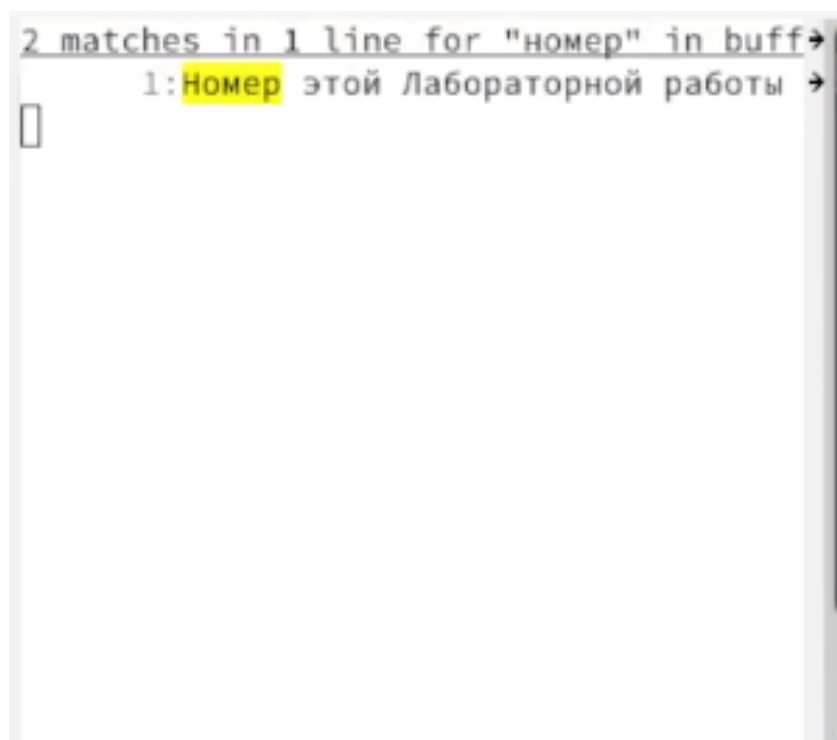 2 matches in 1 line for "номер" in buff
1:Номер этой Лабораторной работы